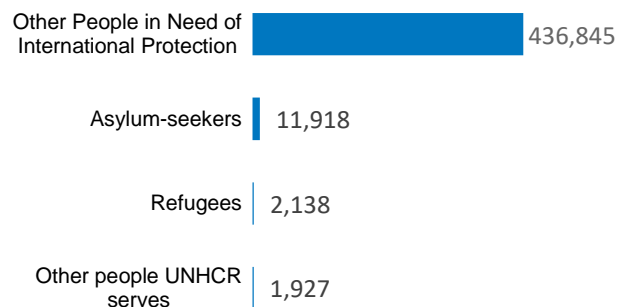 Other People in Need of
International Protection
436,845
Asylum-seekers
11,918
Refugees
2,138
Other people UNHCR
serves
1,927